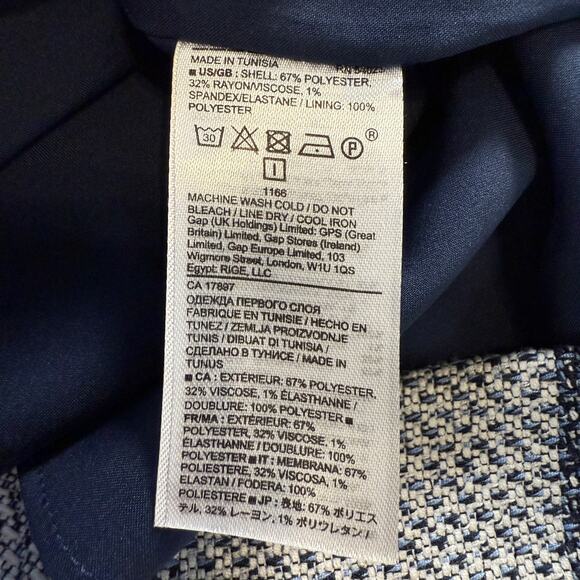 MADE IN TUNISIA
■ US/GB : SHELL: 67% POLYESTER,
32% RAYON/VISCOSE, 1%
SPANDEX/ELASTANE / LINING: 100%
POLYESTER
30 P ®
I
1166
MACHINE WASH COLD / DO NOT
BLEACH / LINE DRY / COOL IRON
Gap (UK Holdings) Limited: GPS (Great
Britain) Limited, Gap Stores (Ireland)
Limited, Gap Europe Limited, 103
Wigmore Street, London, W1U 1QS
Egypt: RIGE, LLC
CA 17897
ОДЕЖДА ПЕРВОГО СЛОЯ
FABRIQUE EN TUNISIE / HECHO EN
TUNEZ / ZEMLJA PROIZVODNJE
TUNIS / DIBUAT DI TUNISIA /
СДЕЛАНО В ТУНИСЕ / MADE IN
TUNUS
■ CA : EXTÉRIEUR: 67% POLYESTER,
32% VISCOSE, 1% ÉLASTHANNE /
DOUBLURE: 100% POLYESTER ■
FR/MA : EXTÉRIEUR: 67%
POLYESTER, 32% VISCOSE, 1%
ÉLASTHANNE / DOUBLURE: 100%
POLYESTER ■ IT : MEMBRANA: 67%
POLIESTERE, 32% VISCOSA, 1%
ELASTAN / FODERA: 100%
POLIESTERE ■ JP : 表地: 67% ポリエス
テル, 32% レーヨン, 1% ポリウレタン /